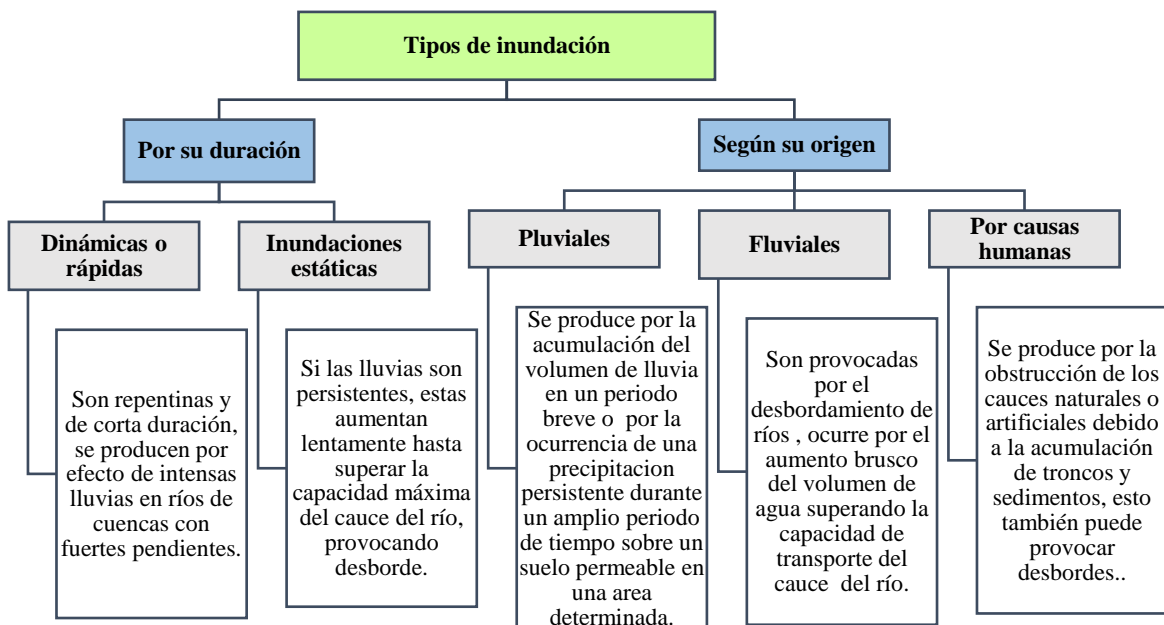 Tipos de inundación
Por su duración
Según su origen
Dinámicas o
rápidas
Inundaciones
estáticas
Pluviales
Fluviales
Por causas
humanas
Son repentinas y
de corta duración,
se producen por
efecto de intensas
lluvias en ríos de
cuencas con
fuertes pendientes.
Si las lluvias son
persistentes, estas
aumentan
lentamente hasta
superar la
capacidad máxima
del cauce del río,
provocando
desborde.
Se produce por la
acumulación del
volumen de lluvia
en un periodo
breve o  por la
ocurrencia de una
precipitacion
persistente durante
un amplio periodo
de tiempo sobre un
suelo permeable en
una area
determinada.
Son provocadas
por el
desbordamiento de
ríos , ocurre por el
aumento brusco
del volumen de
agua superando la
capacidad de
transporte del
cauce  del río.
Se produce por la
obstrucción de los
cauces naturales o
artificiales debido
a la acumulación
de troncos y
sedimentos, esto
también puede
provocar
desbordes..